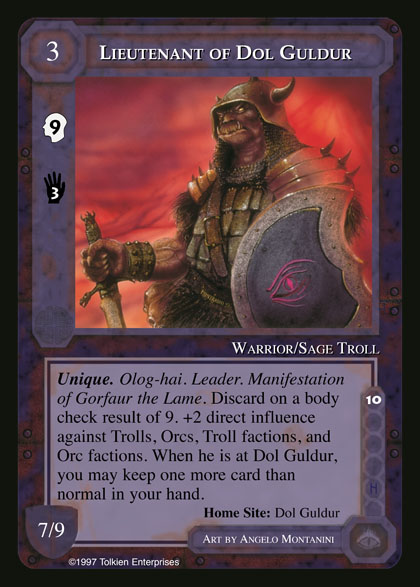 3
LIEUTENANT OF DOL GULDUR
9
3
WARRIOR/SAGE TROLL
Unique. Olog-hai. Leader. Manifestation
of Gorfaur the Lame. Discard on a body
check result of 9. +2 direct influence
against Trolls, Orcs, Troll factions, and
Orc factions. When he is at Dol Guldur,
you may keep one more card than
normal in your hand.
Home Site: Dol Guldur
10
H
7/9
ART BY ANGELO MONTANINI
©1997 Tolkien Enterprises